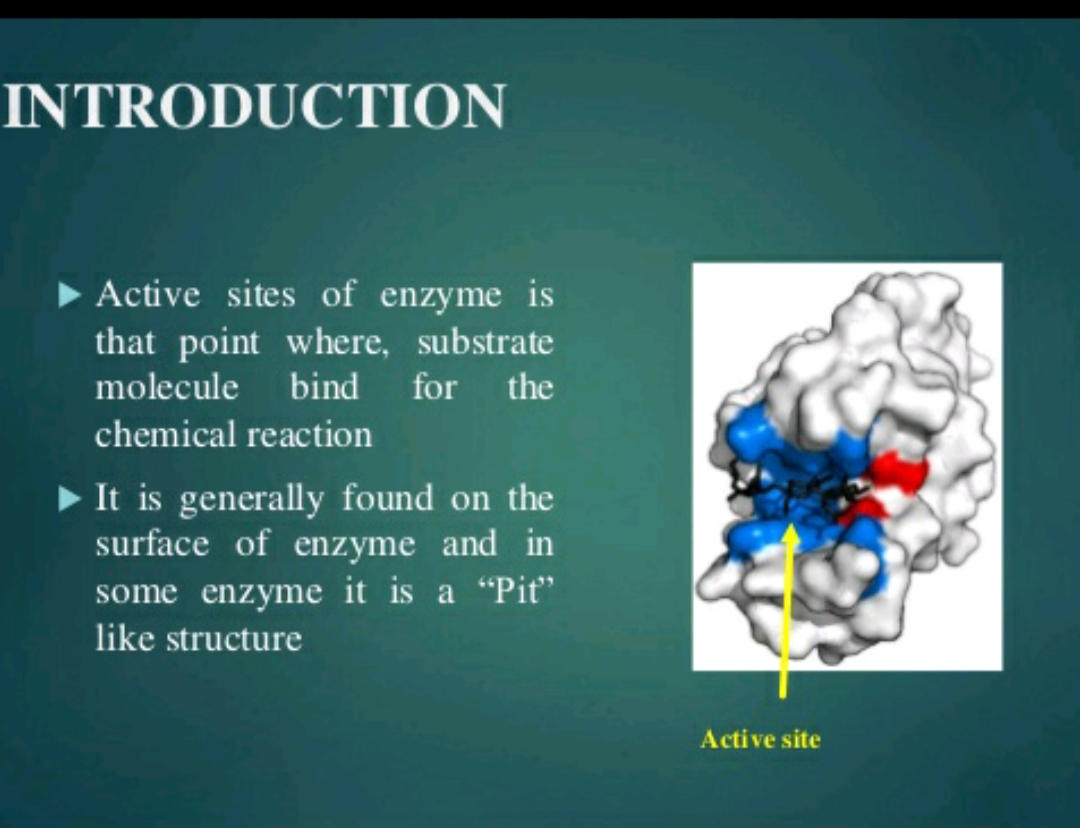 INTRODUCTION
Active sites of enzyme is
that point where, substrate
molecule bind for the
chemical reaction
It is generally found on the
surface of enzyme and in
some enzyme it is a “Pit”
like structure
Active site